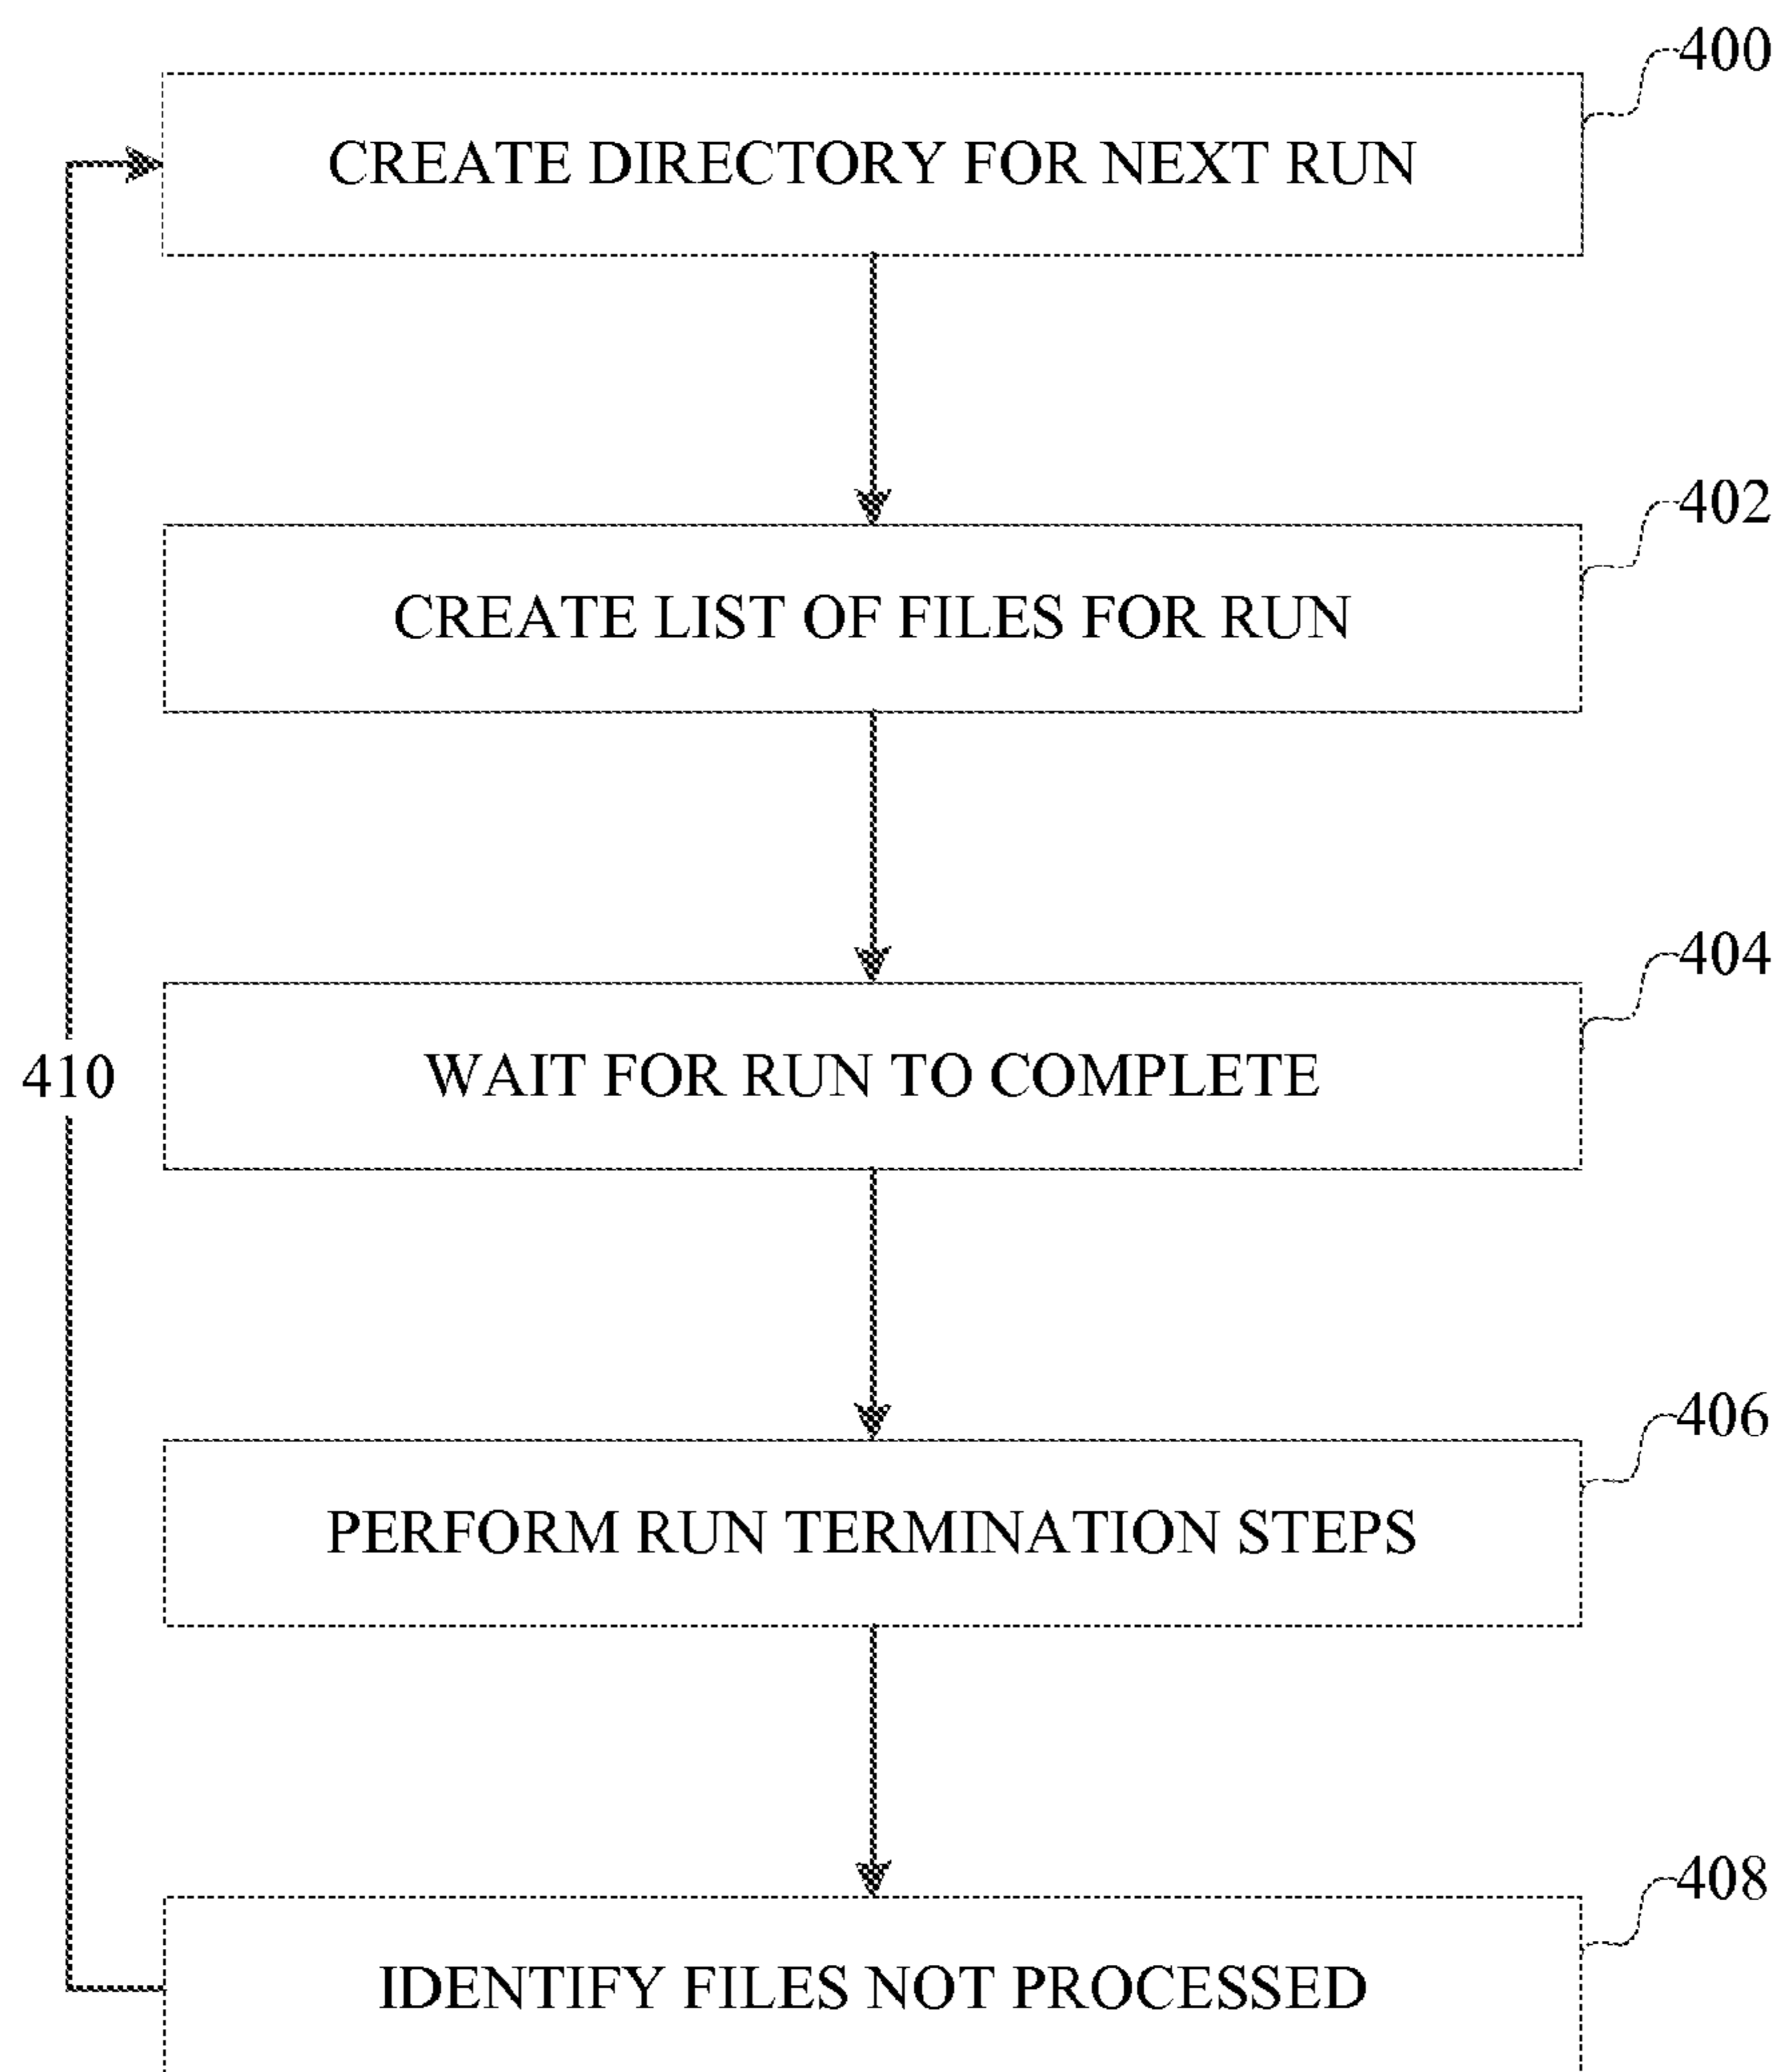 400
CREATE DIRECTORY FOR NEXT RUN
402
CREATE LIST OF FILES FOR RUN
404
WAIT FOR RUN TO COMPLETE
410
406
PERFORM RUN TERMINATION STEPS
408
IDENTIFY FILES NOT PROCESSED